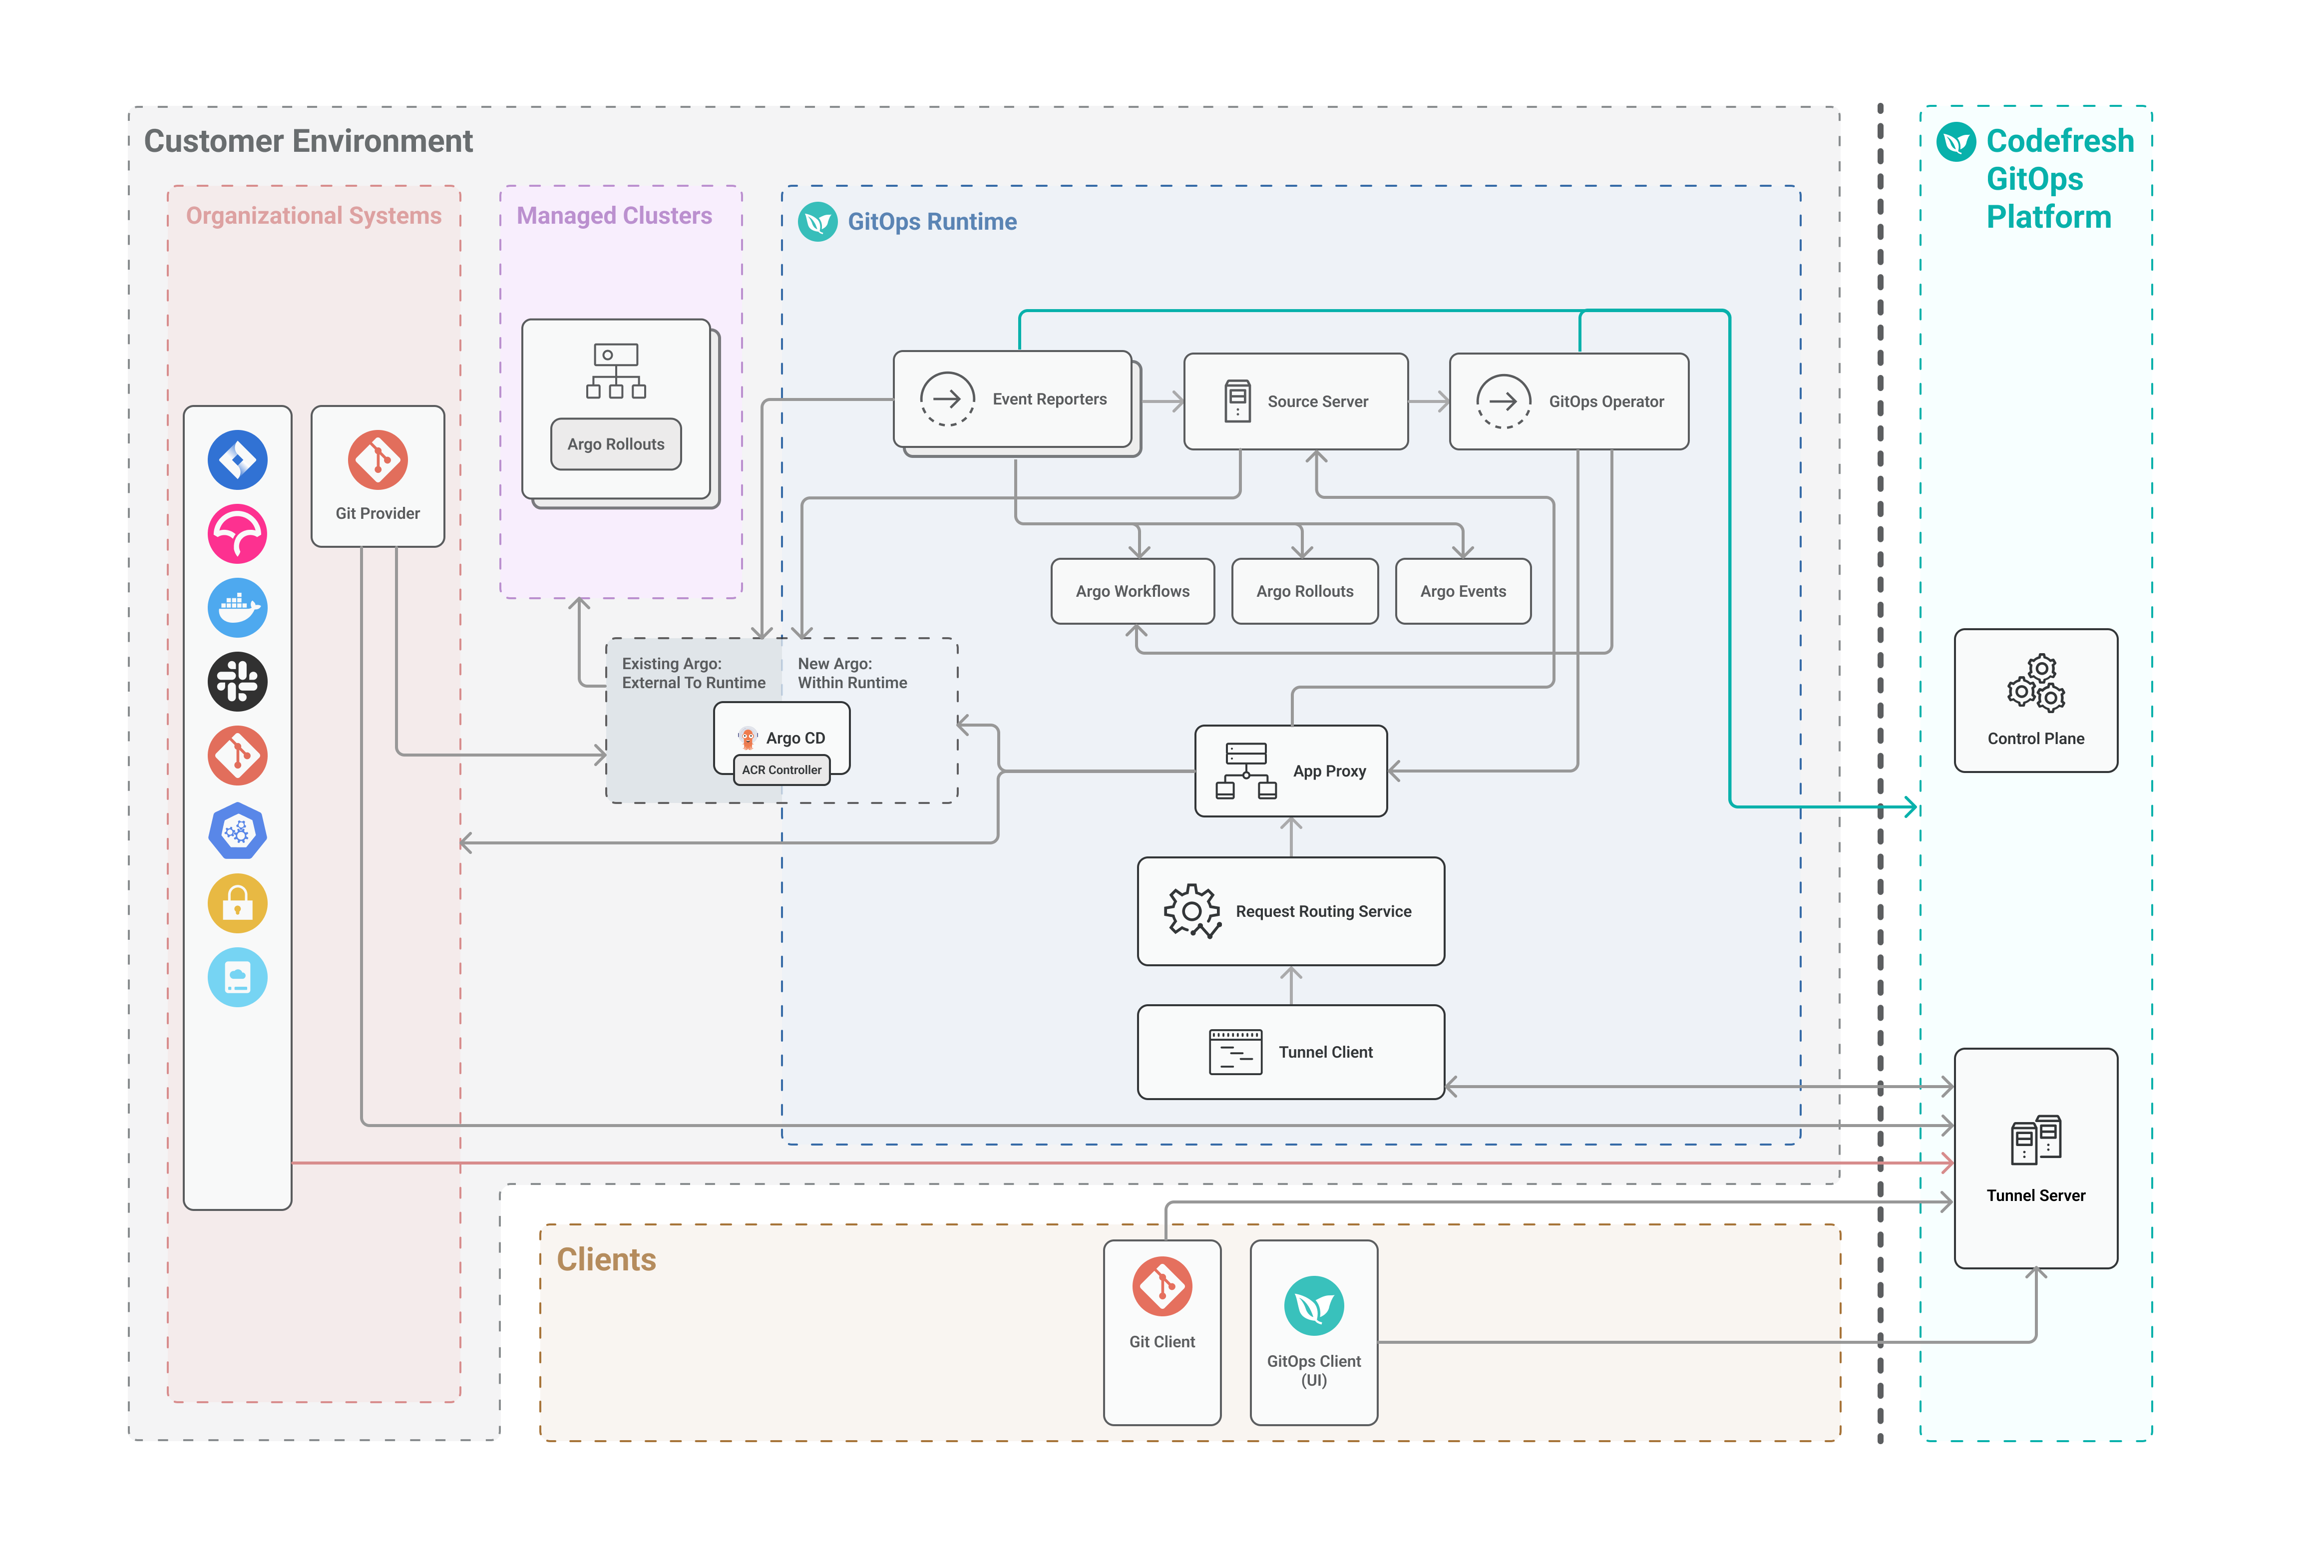 Customer Environment
Codefresh
GitOps
Platform
Organizational Systems
Managed Clusters
GitOps Runtime
Event Reporters
Source Server
GitOps Operator
Argo Rollouts
Git Provider
Argo Workflows
Argo Rollouts
Argo Events
Existing Argo:
External To Runtime
New Argo:
Within Runtime
Argo CD
ACR Controller
App Proxy
Control Plane
Request Routing Service
Tunnel Client
Tunnel Server
Clients
Git Client
GitOps Client
(UI)